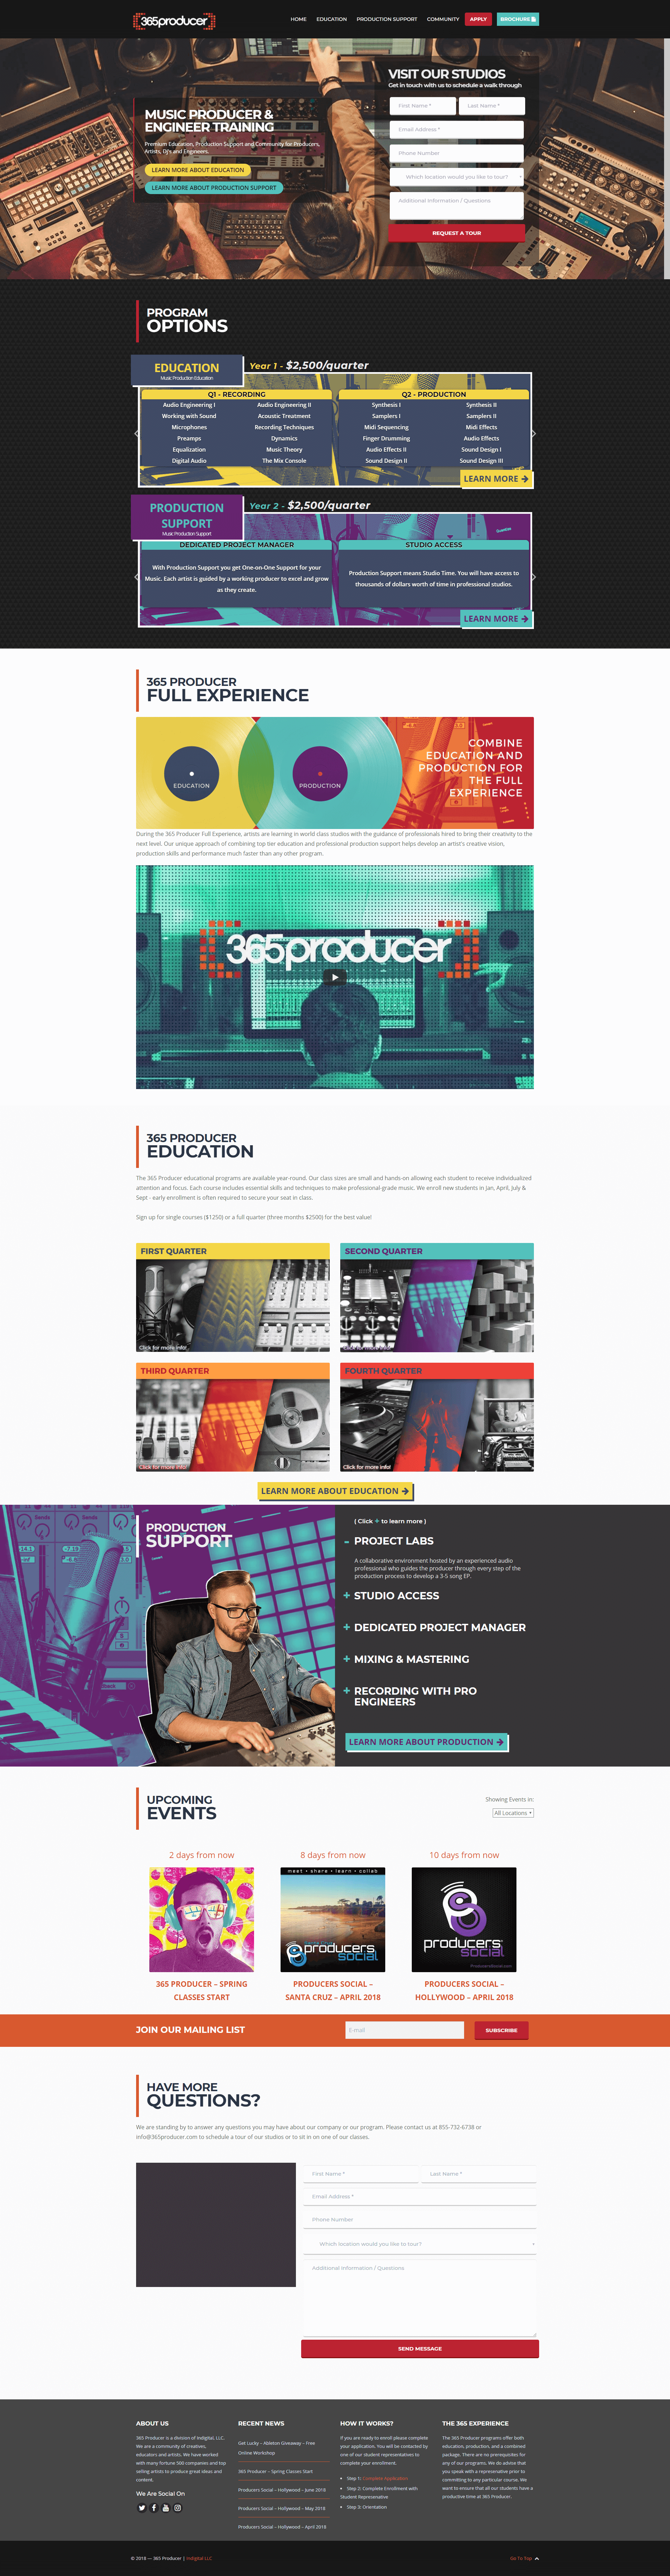 365producer
HOME EDUCATION PRODUCTION SUPPORT COMMUNITY APPLY BROCHURE
MUSIC PRODUCER &
ENGINEER TRAINING
Premium Education, Production Support and Community for Producers,
Artists, DJ's and Engineers.
LEARN MORE ABOUT EDUCATION
LEARN MORE ABOUT PRODUCTION SUPPORT
VISIT OUR STUDIOS
Get in touch with us to schedule a walk through
First Name * Last Name *
Email Address *
Phone Number
Which location would you like to tour?
Additional Information / Questions
REQUEST A TOUR
PROGRAM
OPTIONS
EDUCATION
Music Production Education
Year 1 - $2,500/quarter
Q1 - RECORDING
Audio Engineering I Audio Engineering II
Working with Sound Acoustic Treatment
Microphones Recording Techniques
Preamps Dynamics
Equalization Music Theory
Digital Audio The Mix Console
Q2 - PRODUCTION
Synthesis I Synthesis II
Samplers I Samplers II
Midi Sequencing Midi Effects
Finger Drumming Audio Effects
Audio Effects II Sound Design I
Sound Design II Sound Design III
LEARN MORE →
PRODUCTION
SUPPORT
Music Production Support
Year 2 - $2,500/quarter
DEDICATED PROJECT MANAGER
With Production Support you get One-on-One Support for your
Music. Each artist is guided by a working producer to excel and grow
as they create.
STUDIO ACCESS
Production Support means Studio Time. You will have access to
thousands of dollars worth of time in professional studios.
LEARN MORE →
365 PRODUCER
FULL EXPERIENCE
EDUCATION
PRODUCTION
COMBINE
EDUCATION AND
PRODUCTION FOR
THE FULL
EXPERIENCE
During the 365 Producer Full Experience, artists are learning in world class studios with the guidance of professionals hired to bring their creativity to the
next level. Our unique approach of combining top tier education and professional production support helps develop an artist's creative vision,
production skills and performance much faster than any other program.
365producer
365 PRODUCER
EDUCATION
The 365 Producer educational programs are available year-round. Our class sizes are small and hands-on allowing each student to receive individualized
attention and focus. Each course includes essential skills and techniques to make professional-grade music. We enroll new students in Jan, April, July &
Sept - early enrollment is often required to secure your seat in class.
Sign up for single courses ($1250) or a full quarter (three months $2500) for the best value!
FIRST QUARTER
Click for more info!
SECOND QUARTER
Click for more info!
THIRD QUARTER
Click for more info!
FOURTH QUARTER
Click for more info!
LEARN MORE ABOUT EDUCATION →
PRODUCTION
SUPPORT
( Click + to learn more )
- PROJECT LABS
A collaborative environment hosted by an experienced audio
professional who guides the producer through every step of the
production process to develop a 3-5 song EP.
+ STUDIO ACCESS
+ DEDICATED PROJECT MANAGER
+ MIXING & MASTERING
+ RECORDING WITH PRO
ENGINEERS
LEARN MORE ABOUT PRODUCTION →
UPCOMING
EVENTS
Showing Events in:
All Locations
2 days from now
365 PRODUCER – SPRING
CLASSES START
8 days from now
meet • share • learn • collab
producers
social
PRODUCERS SOCIAL –
SANTA CRUZ – APRIL 2018
10 days from now
producers
social
PRODUCERS SOCIAL –
HOLLYWOOD – APRIL 2018
JOIN OUR MAILING LIST
E-mail
SUBSCRIBE
HAVE MORE
QUESTIONS?
We are standing by to answer any questions you may have about our company or our program. Please contact us at 855-732-6738 or
info@365producer.com to schedule a tour of our studios or to sit in on one of our classes.
First Name * Last Name *
Email Address *
Phone Number
Which location would you like to tour?
Additional Information / Questions
SEND MESSAGE
ABOUT US
365 Producer is a division of Indigital, LLC.
We are a community of creatives,
educators and artists. We have worked
with many fortune 500 companies and top
selling artists to produce great ideas and
content.
We Are Social On
RECENT NEWS
Get Lucky – Ableton Giveaway – Free
Online Workshop
365 Producer – Spring Classes Start
Producers Social – Hollywood – June 2018
Producers Social – Hollywood – May 2018
Producers Social – Hollywood – April 2018
HOW IT WORKS?
If you are ready to enroll please complete
your application. You will be contacted by
one of our student representatives to
complete your enrollment.
• Step 1: Complete Application
• Step 2: Complete Enrollment with
Student Representative
• Step 3: Orientation
THE 365 EXPERIENCE
The 365 Producer programs offer both
education, production, and a combined
package. There are no prerequisites for
any of our programs. We do advise that
you speak with a representative prior to
committing to any particular course. We
want to ensure that all our students have a
productive time at 365 Producer.
© 2018 — 365 Producer | Indigital LLC
Go To Top